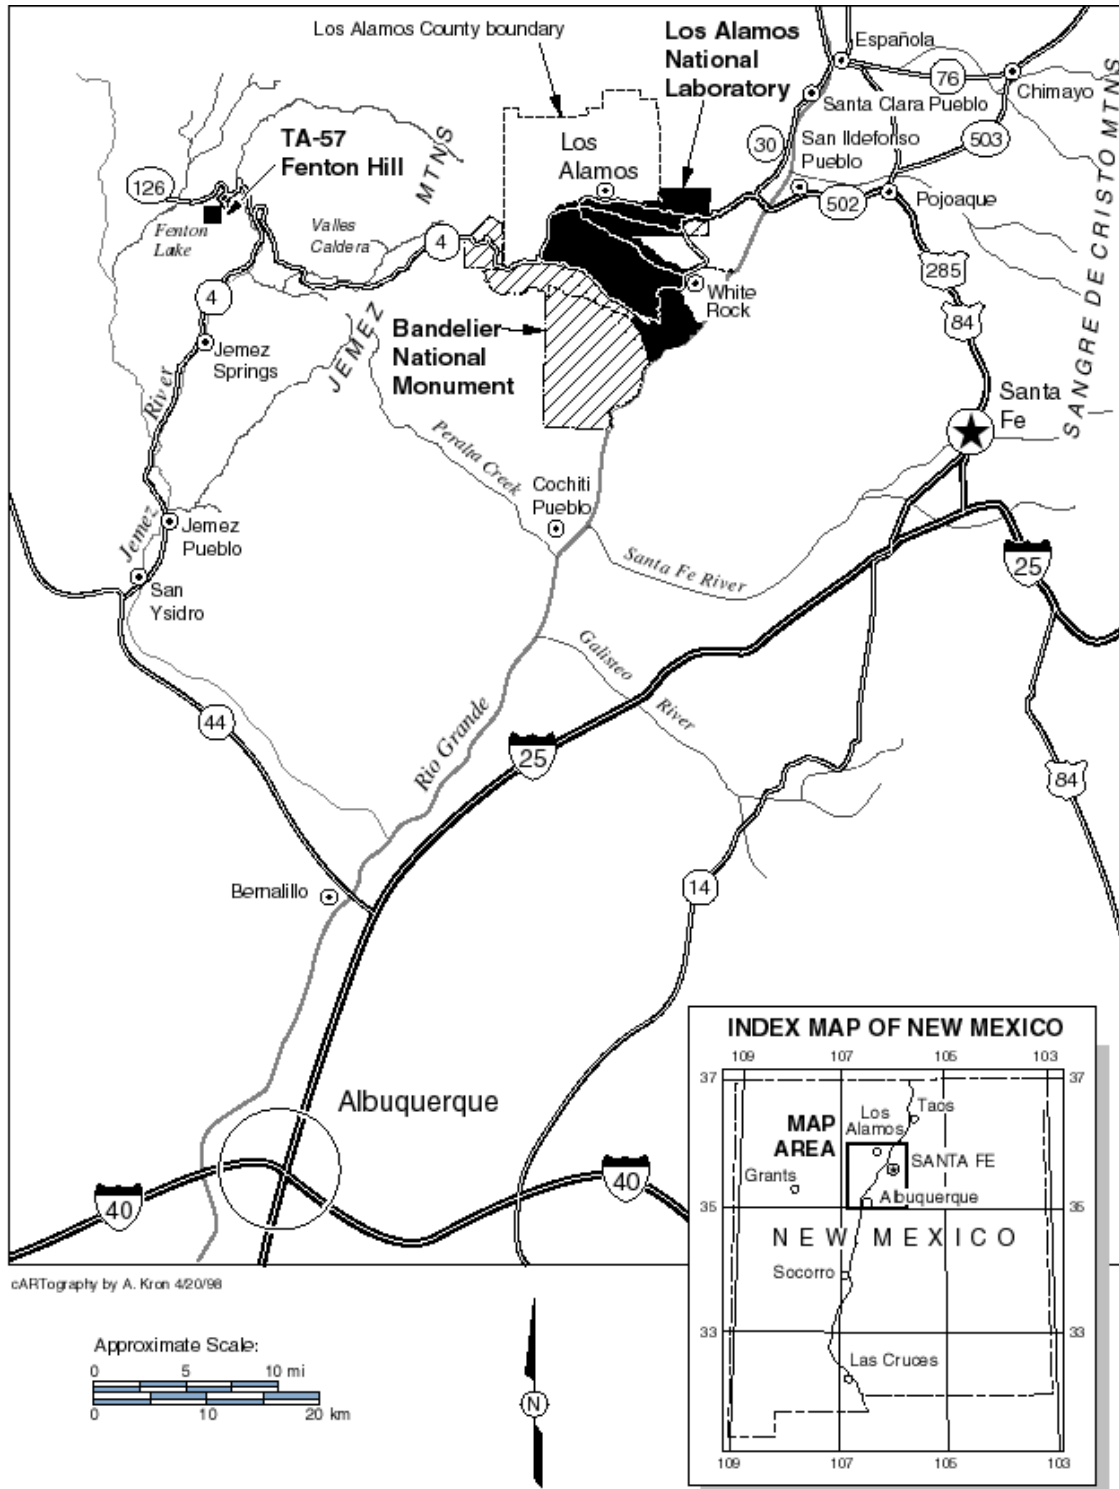 Los Alamos County boundary
Los Alamos
National
Laboratory
Española
76
Chimayo
Santa Clara Pueblo
San Ildefonso
Pueblo
30
503
502
Pojoaque
SANGRE DE CRISTO MTNS
TA-57
Fenton Hill
126
Fenton
Lake
Valles
Caldera
JEMEZ
MTNS
Los
Alamos
4
4
285
84
White
Rock
Bandelier
National
Monument
Jemez
Springs
Jemez
River
Santa
Fe
Peralta Creek
Cochiti
Pueblo
Jemez
Pueblo
San
Ysidro
Santa Fe River
25
Galisteo
River
44
Rio Grande
25
84
14
Bernalillo
Albuquerque
40
40
cARTography by A. Kron 4/20/98
Approximate Scale:
0 5 10 mi
0 10 20 km
N
INDEX MAP OF NEW MEXICO
109 107 105 103
37 37
Taos
Los
Alamos
MAP
AREA
SANTA FE
Grants
Albuquerque
35 35
NEW MEXICO
Socorro
33 33
Las Cruces
109 107 105 103